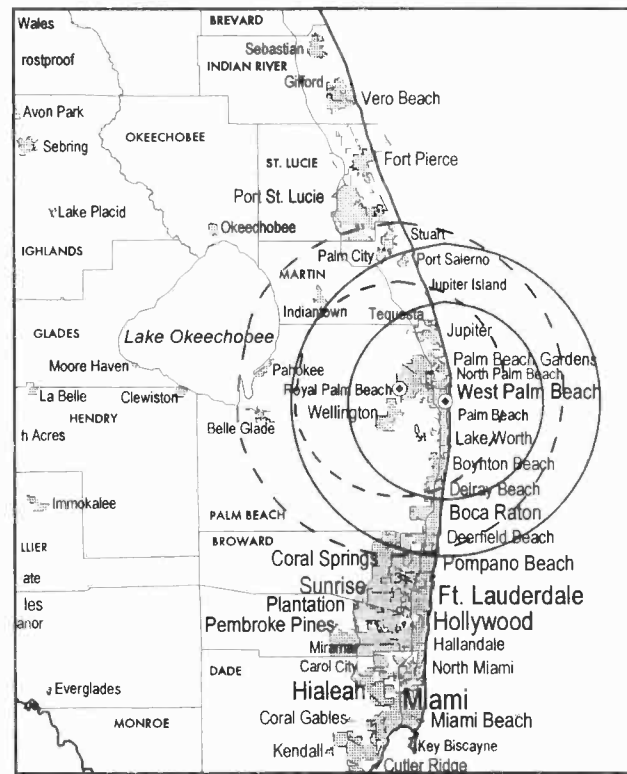 Wales
BREVARD
Sebastian
rostproof
INDIAN RIVER
Gifford
Vero Beach
Avon Park
OKEECHOBEE
Sebring
ST. LUCIE
Fort Pierce
Port St. Lucie
Lake Placid
Okeechobee
Stuart
IGHLANDS
Palm City
Port Salerno
MARTIN
Jupiter Island
Indiantown
Tequesta
GLADES
Lake Okeechobee
Jupiter
Moore Haven
Pahokee
Palm Beach Gardens
North Palm Beach
La Belle
Clewiston
Royal Palm Beach
West Palm Beach
HENDRY
Wellington
Palm Beach
Belle Glade
h Acres
Lake Worth
Boynton Beach
Delray Beach
Immokalee
PALM BEACH
Boca Raton
BROWARD
Deerfield Beach
LLIER
Coral Springs
Pompano Beach
ate
Sunrise
Ft. Lauderdale
les
Plantation
anor
Pembroke Pines
Hollywood
Miramar
Hallandale
DADE
Carol City
North Miami
Everglades
Hialeah
Miami
MONROE
Coral Gables
Miami Beach
Kendall
Key Biscayne
Cutler Ridge